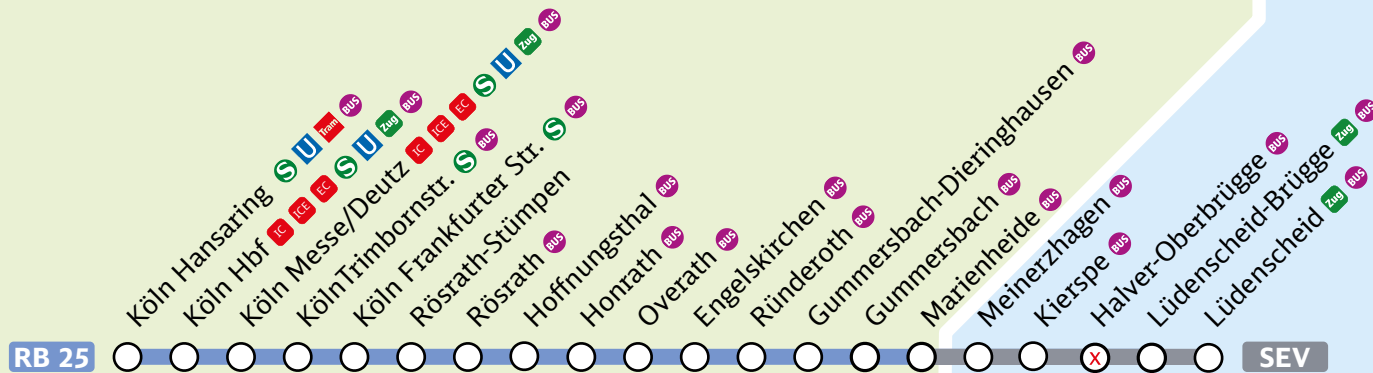 Köln Hansaring S U Tram BUS
Köln Hbf IC ICE EC S U Zug BUS
Köln Messe/Deutz IC ICE EC S U Zug BUS
KölnTrimbornstr. S BUS
Köln Frankfurter Str. S BUS
Rösrath-Stümpen
Rösrath BUS
Hoffnungsthal BUS
Honrath BUS
Overath BUS
Engelskirchen BUS
Ründeroth BUS
Gummersbach-Dieringhausen BUS
Gummersbach BUS
Marienheide BUS
Meinerzhagen BUS
Kierspe BUS
Halver-Oberbrügge BUS
Lüdenscheid-Brügge Zug BUS
Lüdenscheid Zug BUS
RB 25 X SEV